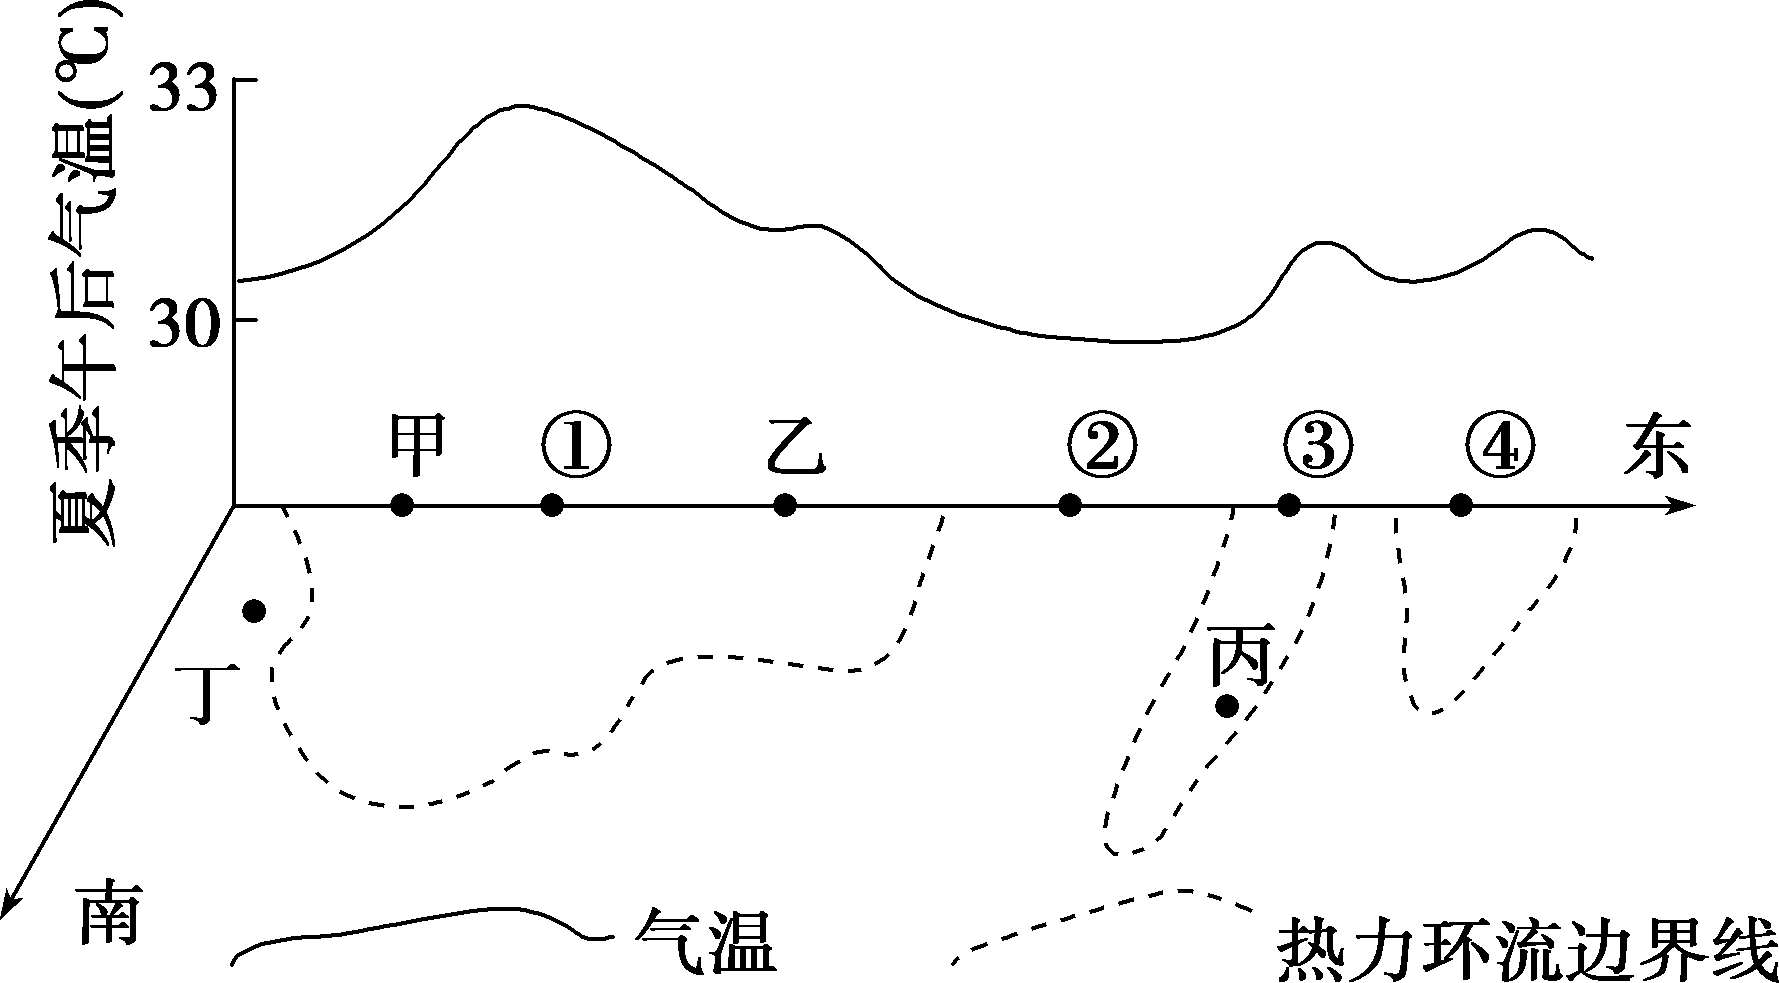 夏季午后气温(℃)
33
30
甲 ① 乙 ② ③ ④ 东
丙
丁
南
气温
热力环流边界线